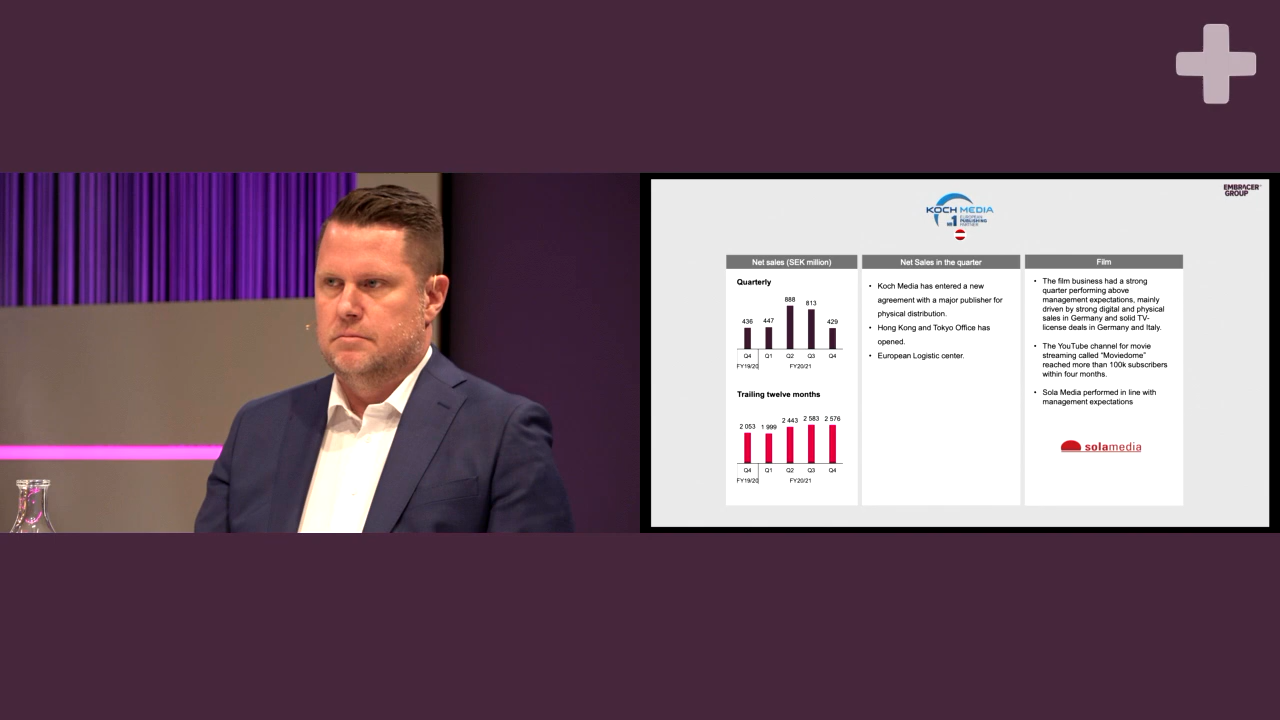 EMBRACER
GROUP
KOCH MEDIA
NO 1 EUROPEAN
PUBLISHING
PARTNER
Net sales (SEK million)
Quarterly
436 447 888 813 429
Q4 Q1 Q2 Q3 Q4
FY19/20 FY20/21
Trailing twelve months
2 053 1 999 2 443 2 583 2 576
Q4 Q1 Q2 Q3 Q4
FY19/20 FY20/21
Net Sales in the quarter
• Koch Media has entered a new
agreement with a major publisher for
physical distribution.
• Hong Kong and Tokyo Office has
opened.
• European Logistic center.
Film
• The film business had a strong
quarter performing above
management expectations, mainly
driven by strong digital and physical
sales in Germany and solid TV-
license deals in Germany and Italy.
• The YouTube channel for movie
streaming called “Moviedome”
reached more than 100k subscribers
within four months.
• Sola Media performed in line with
management expectations
solamedia